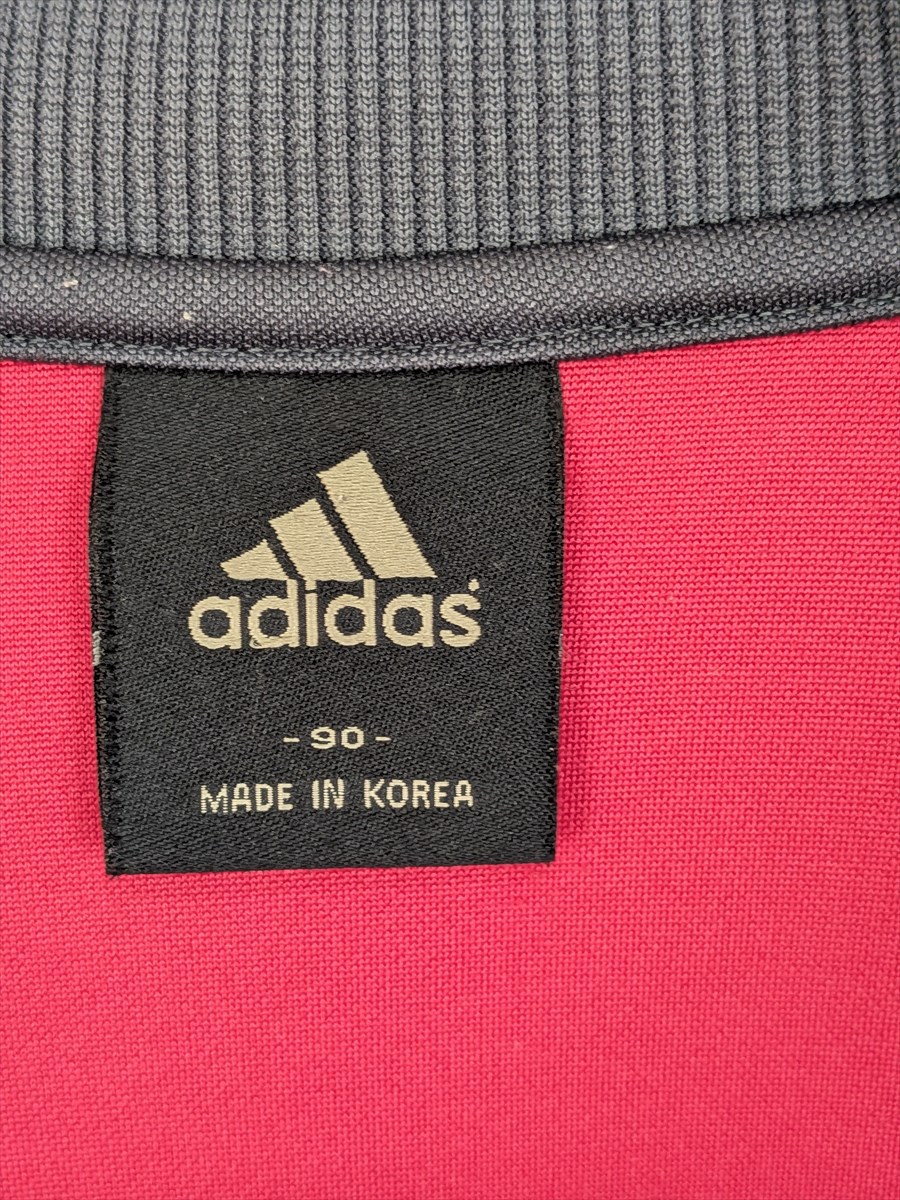 adidas
- 90 -
MADE IN KOREA